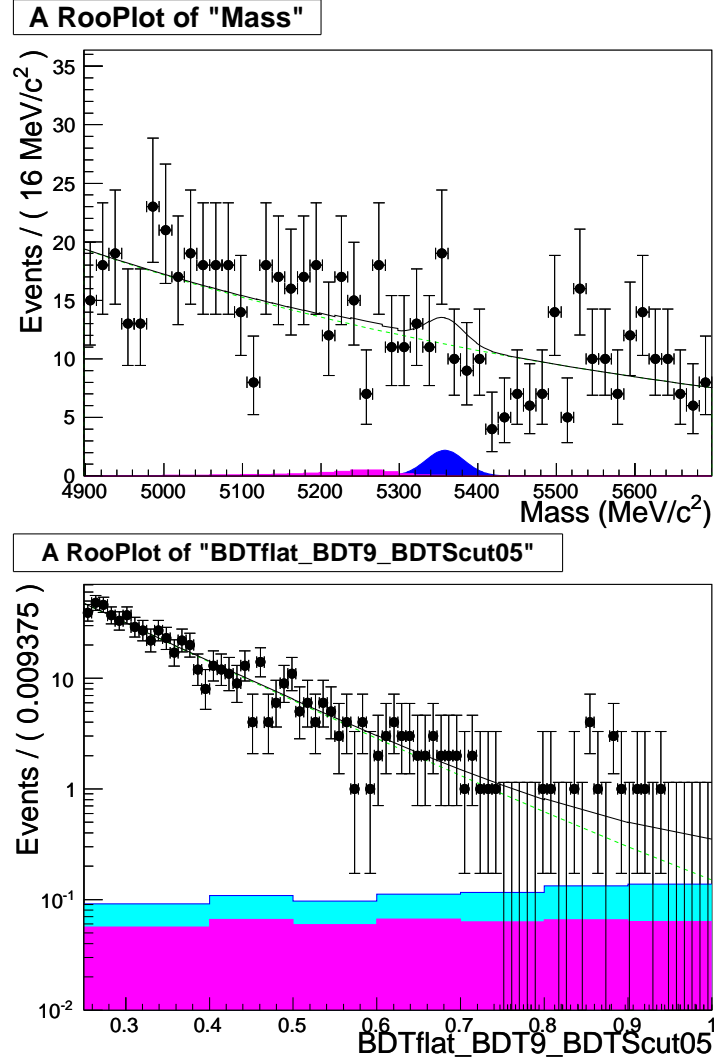 A RooPlot of "Mass"
Events / ( 16 MeV/c²)
35
30
25
20
15
10
5
0
4900 5000 5100 5200 5300 5400 5500 5600
Mass (MeV/c²)
A RooPlot of "BDTflat_BDT9_BDTScut05"
Events / ( 0.009375 )
10
1
10⁻¹
10⁻²
0.3 0.4 0.5 0.6 0.7 0.8 0.9 1
BDTflat_BDT9_BDTScut05